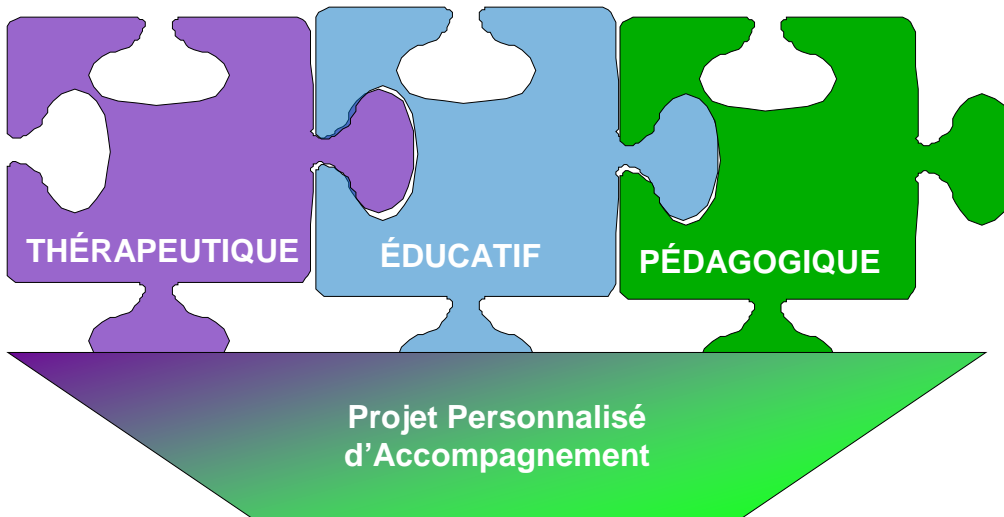 THÉRAPEUTIQUE
ÉDUCATIF
PÉDAGOGIQUE
Projet Personnalisé
d’Accompagnement